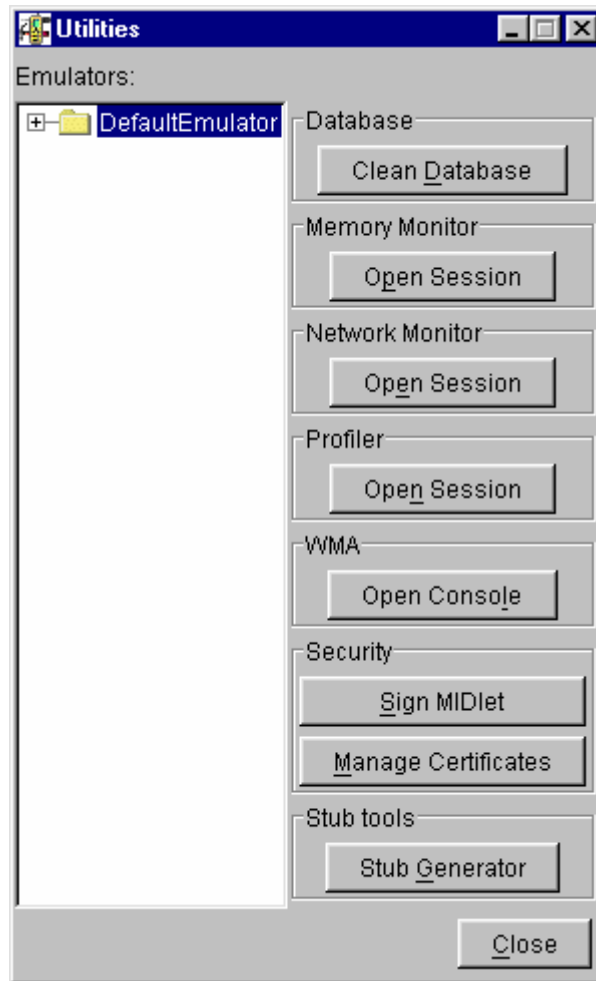 Utilities
Emulators:
DefaultEmulator
Database
Clean Database
Memory Monitor
Open Session
Network Monitor
Open Session
Profiler
Open Session
WMA
Open Console
Security
Sign MIDlet
Manage Certificates
Stub tools
Stub Generator
Close